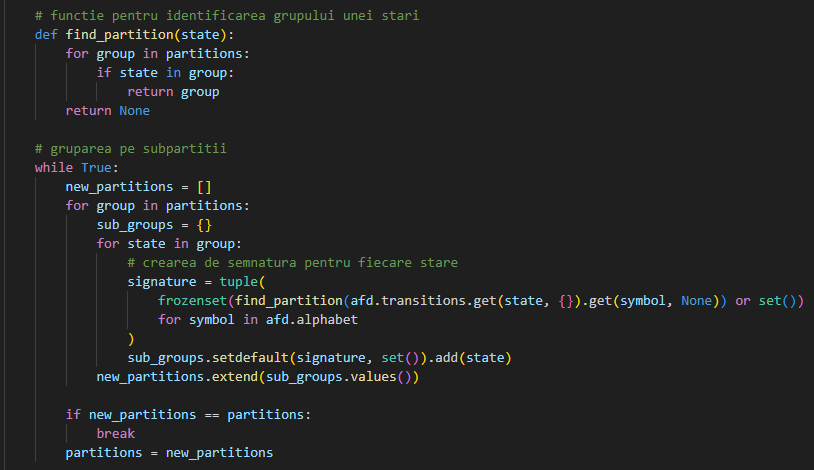 # functie pentru identificarea grupului unei stari
def find_partition(state):
    for group in partitions:
        if state in group:
            return group
    return None

# gruparea pe subpartitii
while True:
    new_partitions = []
    for group in partitions:
        sub_groups = {}
        for state in group:
            # crearea de semnatura pentru fiecare stare
            signature = tuple(
                frozenset(find_partition(afd.transitions.get(state, {}).get(symbol, None)) or set())
                for symbol in afd.alphabet
            )
            sub_groups.setdefault(signature, set()).add(state)
        new_partitions.extend(sub_groups.values())

    if new_partitions == partitions:
        break
    partitions = new_partitions